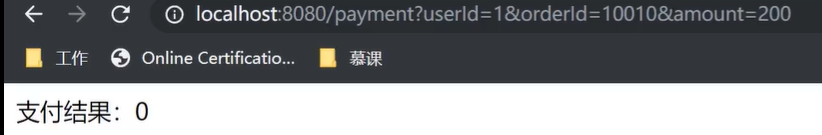 localhost:8080/payment?userId=1&orderId=10010&amount=200
工作 Online Certificatio... 慕课
支付结果：0